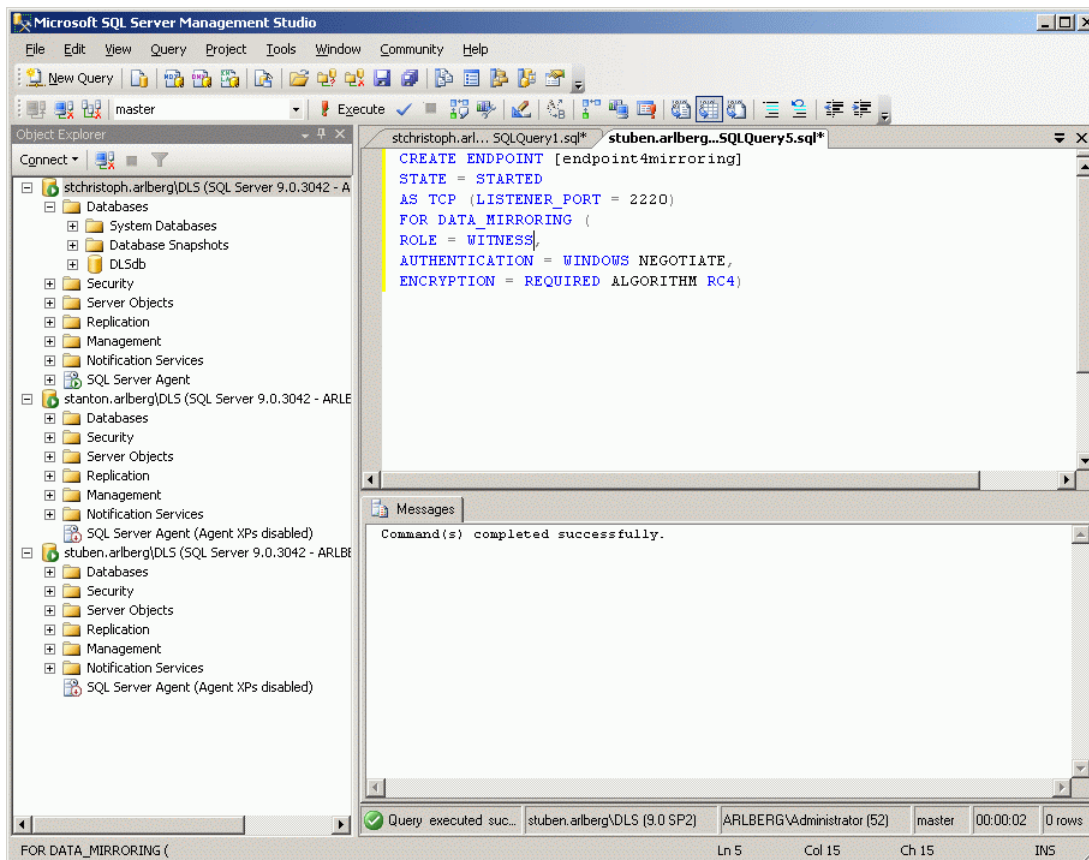 Microsoft SQL Server Management Studio
File Edit View Query Project Tools Window Community Help
New Query
master
Execute
Object Explorer
Connect
stchristoph.arlberg\DLS (SQL Server 9.0.3042 - A
Databases
System Databases
Database Snapshots
DLSdb
Security
Server Objects
Replication
Management
Notification Services
SQL Server Agent
stanton.arlberg\DLS (SQL Server 9.0.3042 - ARLE
Databases
Security
Server Objects
Replication
Management
Notification Services
SQL Server Agent (Agent XPs disabled)
stuben.arlberg\DLS (SQL Server 9.0.3042 - ARLBE
Databases
Security
Server Objects
Replication
Management
Notification Services
SQL Server Agent (Agent XPs disabled)
stchristoph.arl... SQLQuery1.sql* stuben.arlberg...SQLQuery5.sql*
CREATE ENDPOINT [endpoint4mirroring]
STATE = STARTED
AS TCP (LISTENER_PORT = 2220)
FOR DATA_MIRRORING (
ROLE = WITNESS,
AUTHENTICATION = WINDOWS NEGOTIATE,
ENCRYPTION = REQUIRED ALGORITHM RC4)
Messages
Command(s) completed successfully.
Query executed suc... stuben.arlberg\DLS (9.0 SP2) ARLBERG\Administrator (52) master 00:00:02 0 rows
FOR DATA_MIRRORING ( Ln 5 Col 15 Ch 15 INS